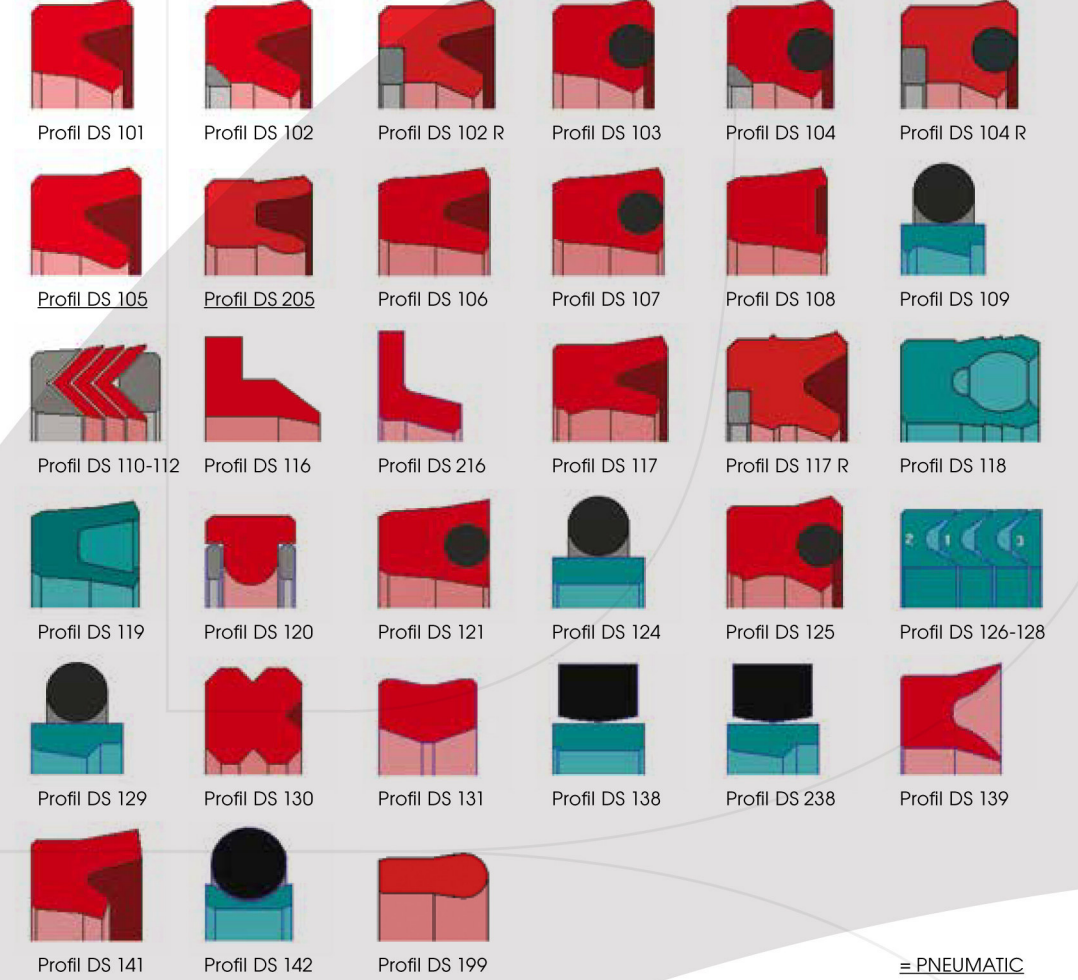 Profil DS 101 Profil DS 102 Profil DS 102 R Profil DS 103 Profil DS 104 Profil DS 104 R
Profil DS 105 Profil DS 205 Profil DS 106 Profil DS 107 Profil DS 108 Profil DS 109
Profil DS 110-112 Profil DS 116 Profil DS 216 Profil DS 117 Profil DS 117 R Profil DS 118
2 1 3
Profil DS 119 Profil DS 120 Profil DS 121 Profil DS 124 Profil DS 125 Profil DS 126-128
Profil DS 129 Profil DS 130 Profil DS 131 Profil DS 138 Profil DS 238 Profil DS 139
Profil DS 141 Profil DS 142 Profil DS 199 = PNEUMATIC